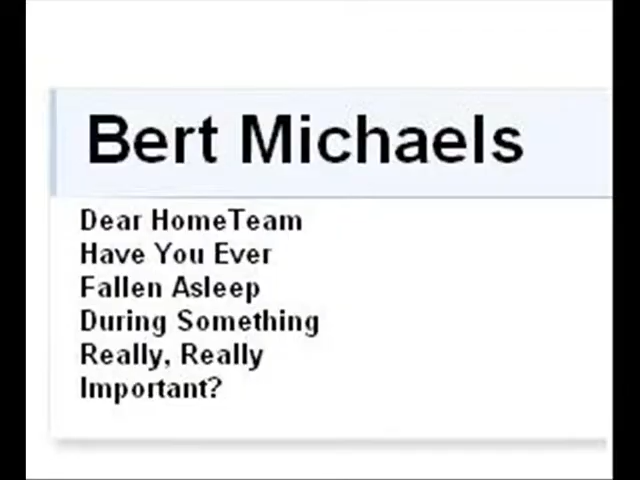 Bert Michaels
Dear HomeTeam
Have You Ever
Fallen Asleep
During Something
Really, Really
Important?